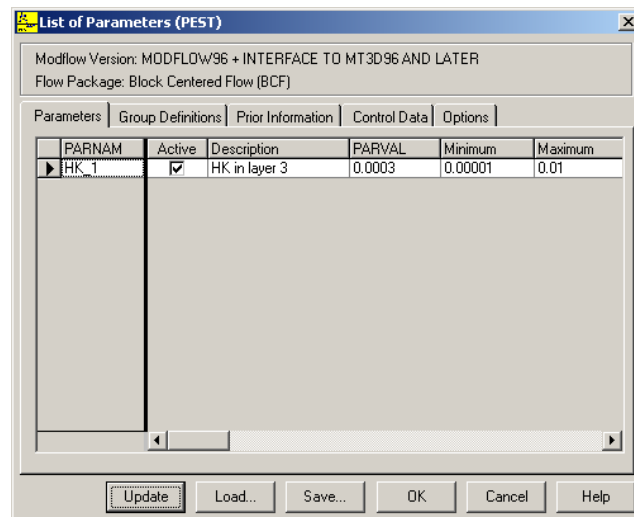 List of Parameters (PEST)
Modflow Version: MODFLOW96 + INTERFACE TO MT3D96 AND LATER
Flow Package: Block Centered Flow (BCF)
Parameters Group Definitions Prior Information Control Data Options
PARNAM Active Description PARVAL Minimum Maximum
HK_1 HK in layer 3 0.0003 0.00001 0.01
Update Load... Save... OK Cancel Help